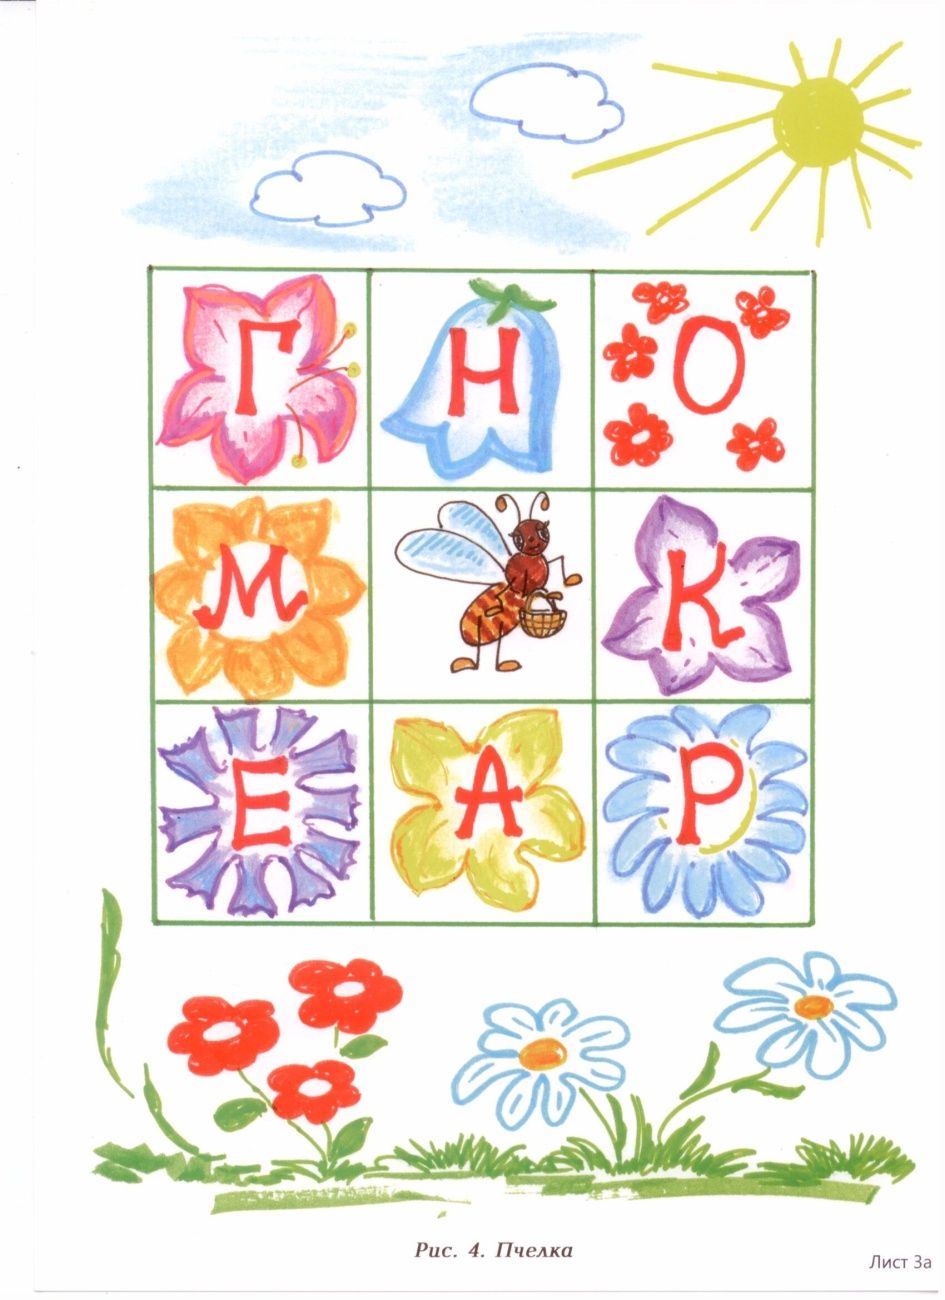 Г Н О
М К
Е А Р
Рис. 4. Пчелка
Лист 3а